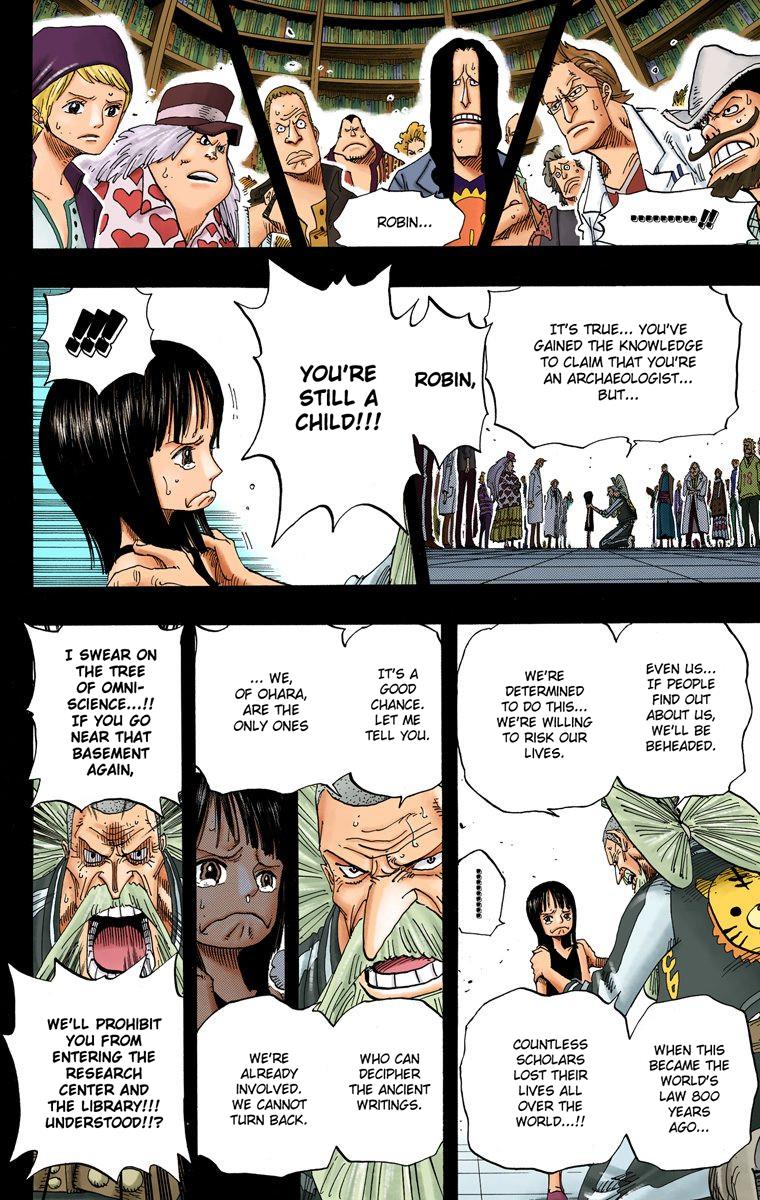 ROBIN...
..........!!
IT'S TRUE... YOU'VE
GAINED THE KNOWLEDGE
TO CLAIM THAT YOU'RE
AN ARCHAEOLOGIST...
BUT...
ROBIN,
YOU'RE
STILL A
CHILD!!!
!!!!
EVEN US...
IF PEOPLE
FIND OUT
ABOUT US,
WE'LL BE
BEHEADED.
WE'RE
DETERMINED
TO DO THIS...
WE'RE WILLING
TO RISK OUR
LIVES.
..........
WHEN THIS
BECAME THE
WORLD'S
LAW 800
YEARS
AGO...
COUNTLESS
SCHOLARS
LOST THEIR
LIVES ALL
OVER THE
WORLD...!!
IT'S A
GOOD
CHANCE.
LET ME
TELL YOU.
... WE,
OF OHARA,
ARE THE
ONLY ONES
WHO CAN
DECIPHER
THE ANCIENT
WRITINGS.
WE'RE
ALREADY
INVOLVED.
WE CANNOT
TURN BACK.
I SWEAR ON
THE TREE
OF OMNI-
SCIENCE...!!
IF YOU GO
NEAR THAT
BASEMENT
AGAIN,
WE'LL PROHIBIT
YOU FROM
ENTERING THE
RESEARCH
CENTER AND
THE LIBRARY!!!
UNDERSTOOD!!?